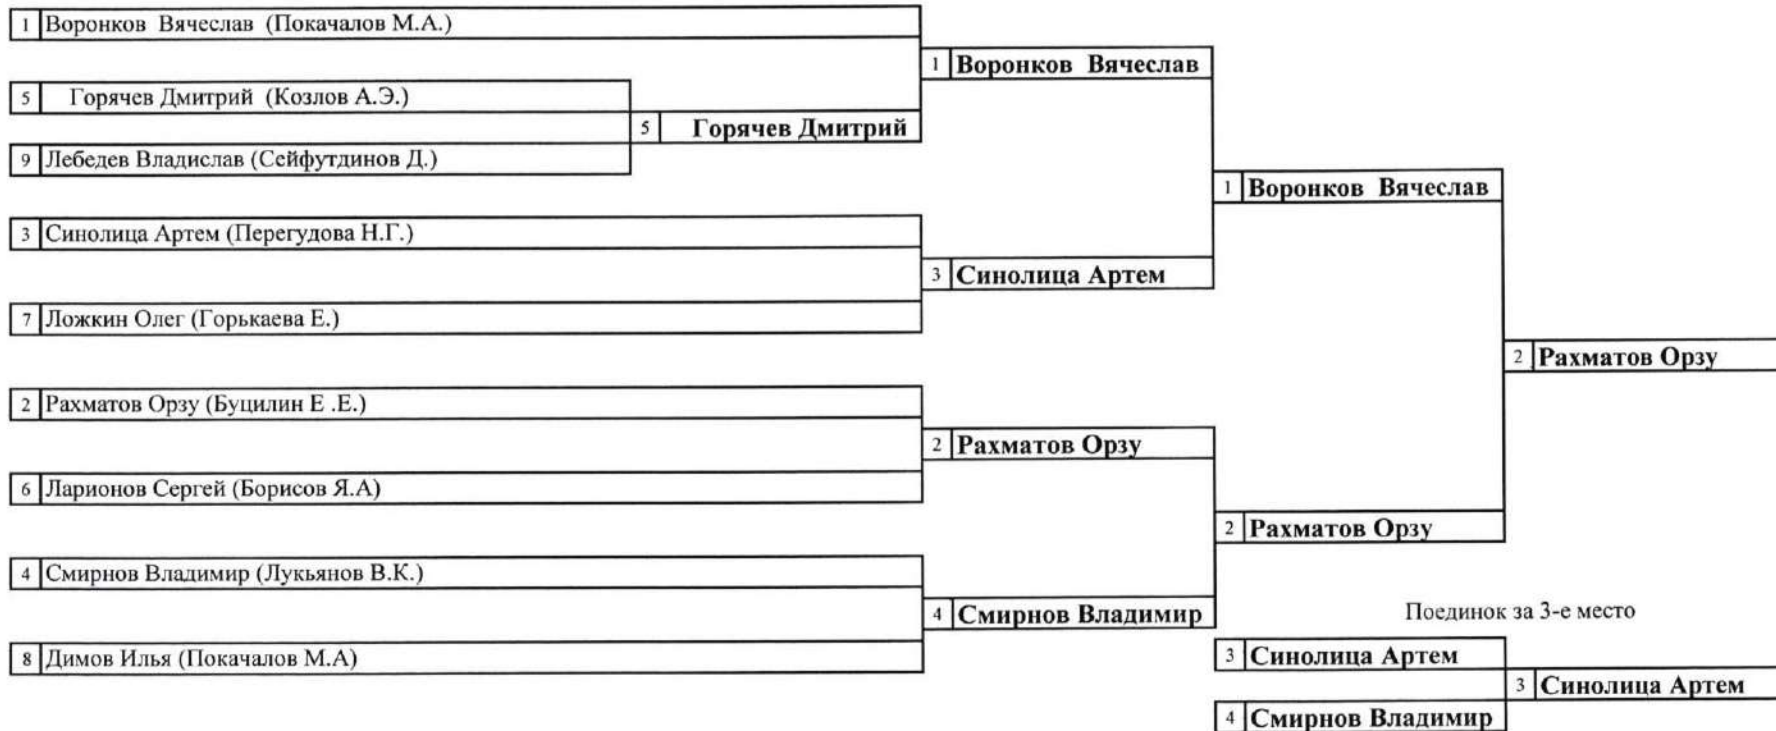 1 Воронков Вячеслав (Покачалов М.А.)
1 Воронков Вячеслав
5 Горячев Дмитрий (Козлов А.Э.)
5 Горячев Дмитрий
9 Лебедев Владислав (Сейфутдинов Д.)
1 Воронков Вячеслав
3 Синолица Артем (Перегудова Н.Г.)
3 Синолица Артем
7 Ложкин Олег (Горькаева Е.)
2 Рахматов Орзу
2 Рахматов Орзу (Буцилин Е .Е.)
2 Рахматов Орзу
6 Ларионов Сергей (Борисов Я.А)
2 Рахматов Орзу
4 Смирнов Владимир (Лукьянов В.К.)
4 Смирнов Владимир
Поединок за 3-е место
8 Димов Илья (Покачалов М.А)
3 Синолица Артем
3 Синолица Артем
4 Смирнов Владимир